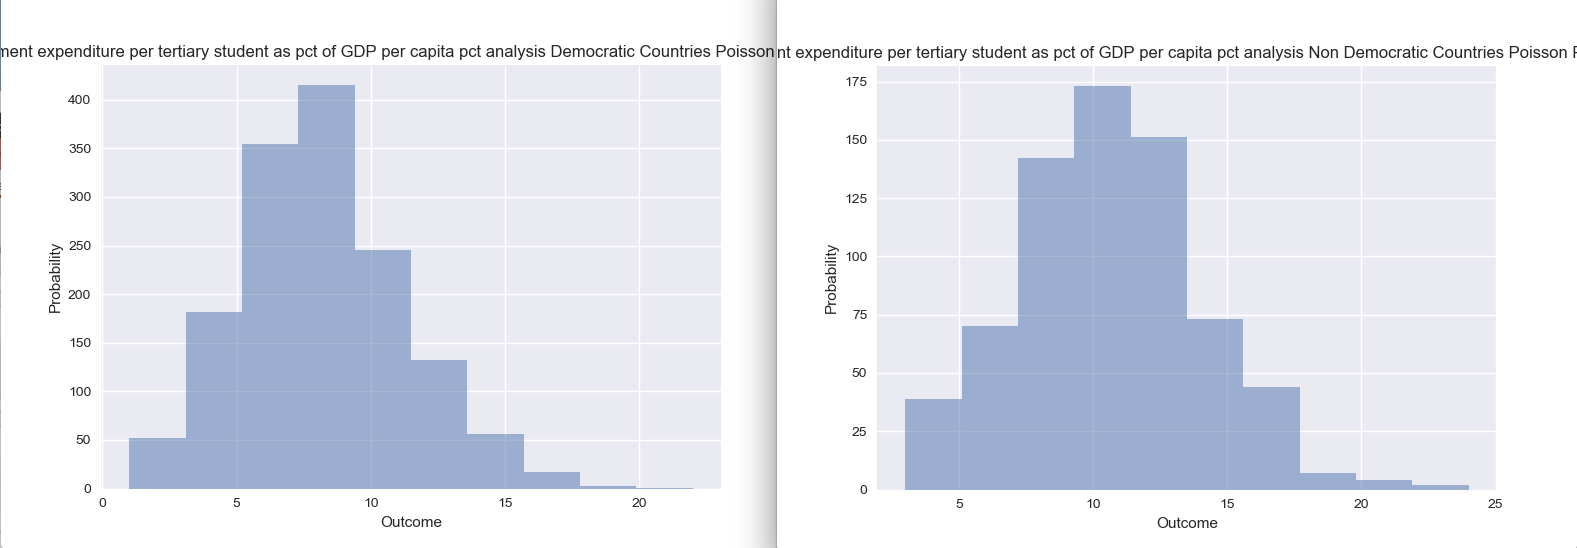 ment expenditure per tertiary student as pct of GDP per capita pct analysis Democratic Countries Poisson
400
350
300
250
200
150
100
50
0
Probability
0 5 10 15 20
Outcome
nt expenditure per tertiary student as pct of GDP per capita pct analysis Non Democratic Countries Poisson
175
150
125
100
75
50
25
0
Probability
5 10 15 20 25
Outcome